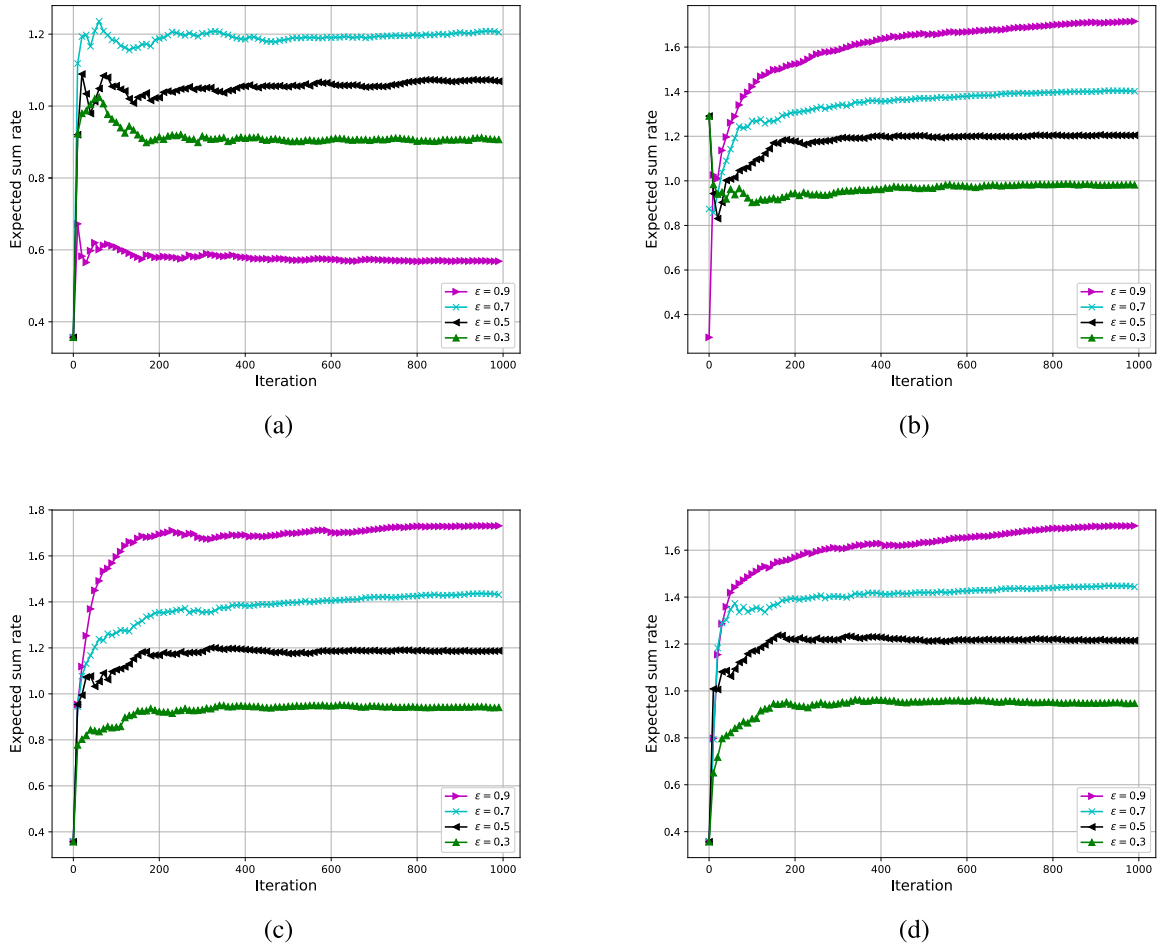 1.2
1.0
0.8
0.6
0.4
Expected sum rate
0
200
400
600
800
1000
Iteration
ε = 0.9
ε = 0.7
ε = 0.5
ε = 0.3
(a)
1.6
1.4
1.2
1.0
0.8
0.6
0.4
Expected sum rate
0
200
400
600
800
1000
Iteration
ε = 0.9
ε = 0.7
ε = 0.5
ε = 0.3
(b)
1.8
1.6
1.4
1.2
1.0
0.8
0.6
0.4
Expected sum rate
0
200
400
600
800
1000
Iteration
ε = 0.9
ε = 0.7
ε = 0.5
ε = 0.3
(c)
1.6
1.4
1.2
1.0
0.8
0.6
0.4
Expected sum rate
0
200
400
600
800
1000
Iteration
ε = 0.9
ε = 0.7
ε = 0.5
ε = 0.3
(d)